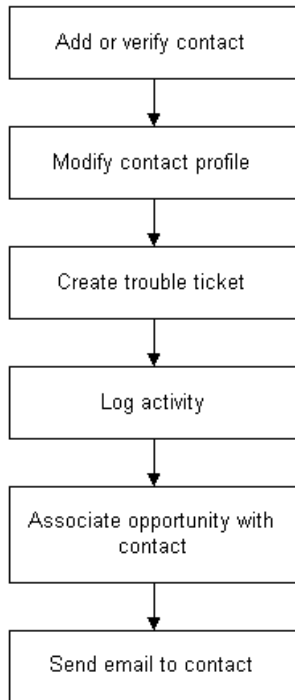 Add or verify contact
Modify contact profile
Create trouble ticket
Log activity
Associate opportunity with
contact
Send email to contact